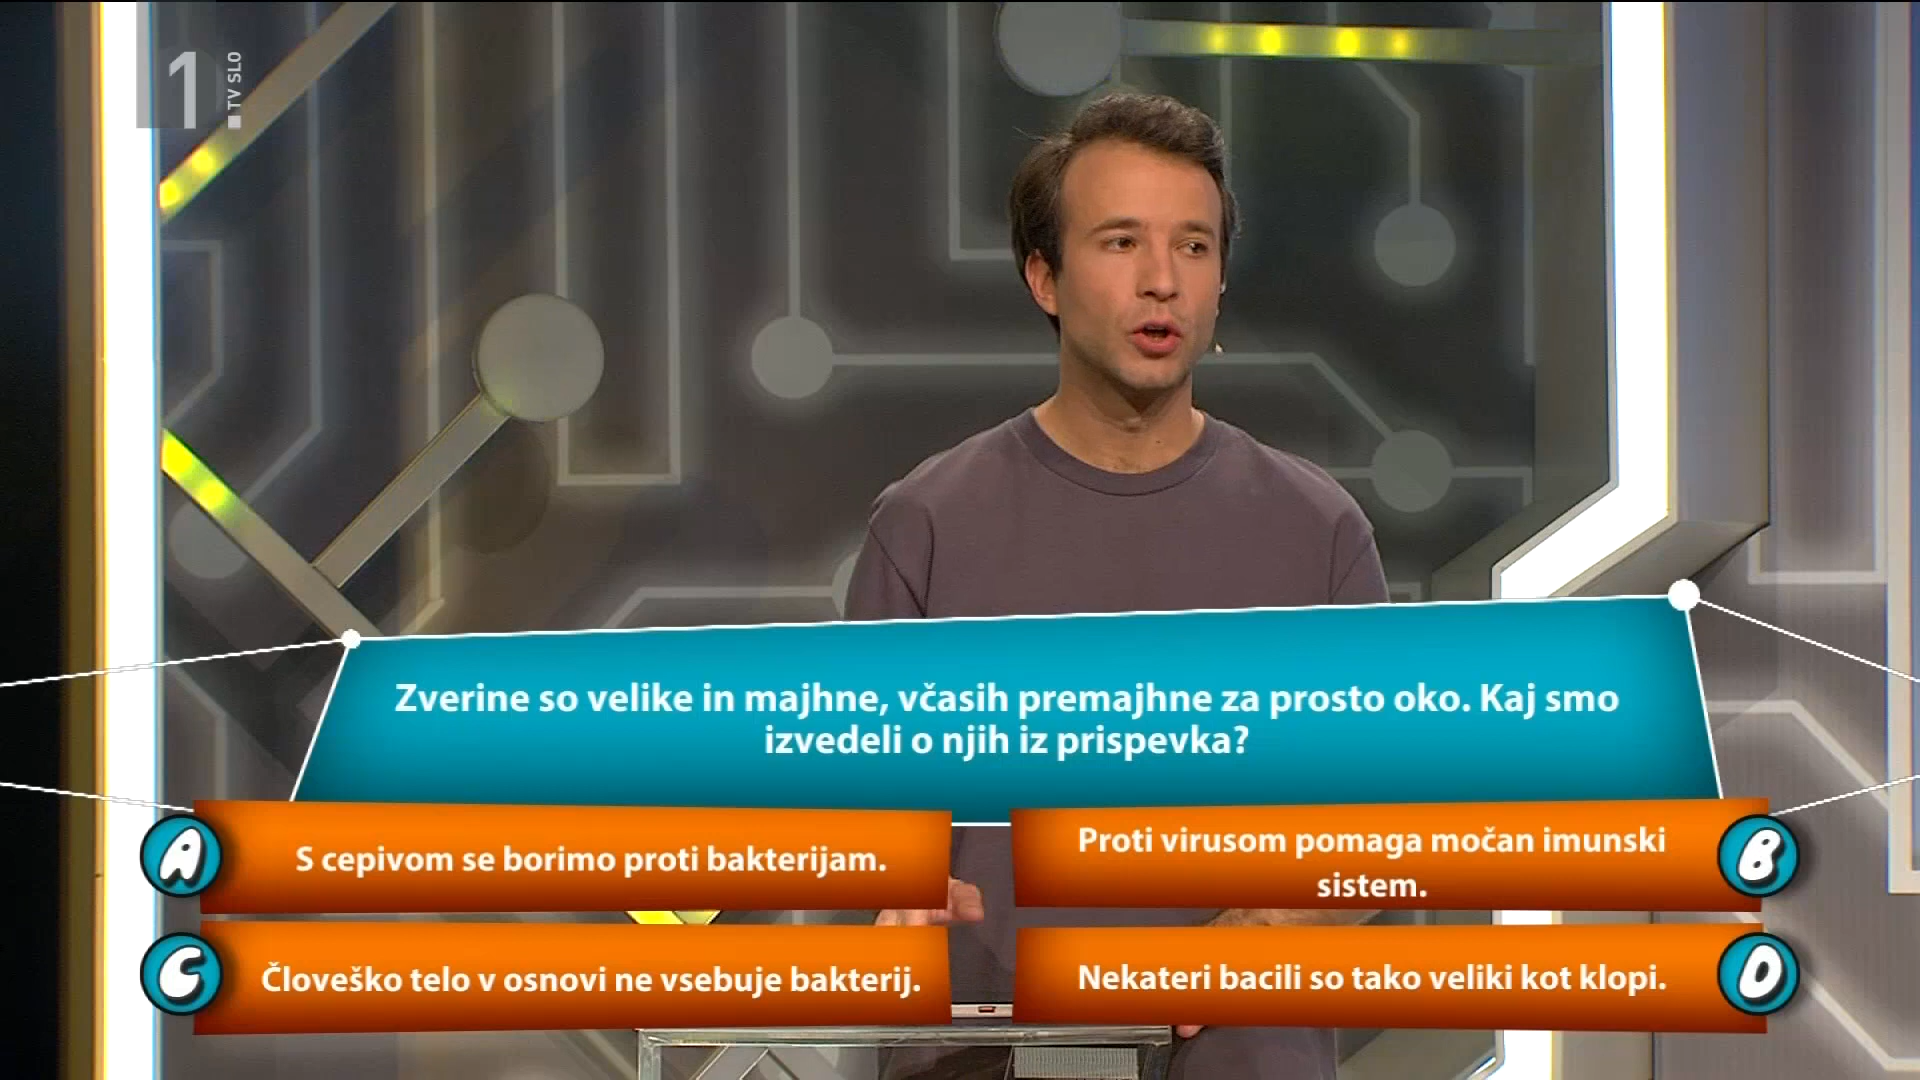 1
TV SLO
Zverine so velike in majhne, včasih premajhne za prosto oko. Kaj smo
izvedeli o njih iz prispevka?
A
S cepivom se borimo proti bakterijam.
Proti virusom pomaga močan imunski
sistem.
B
C
Človeško telo v osnovi ne vsebuje bakterij.
Nekateri bacili so tako veliki kot klopi.
D